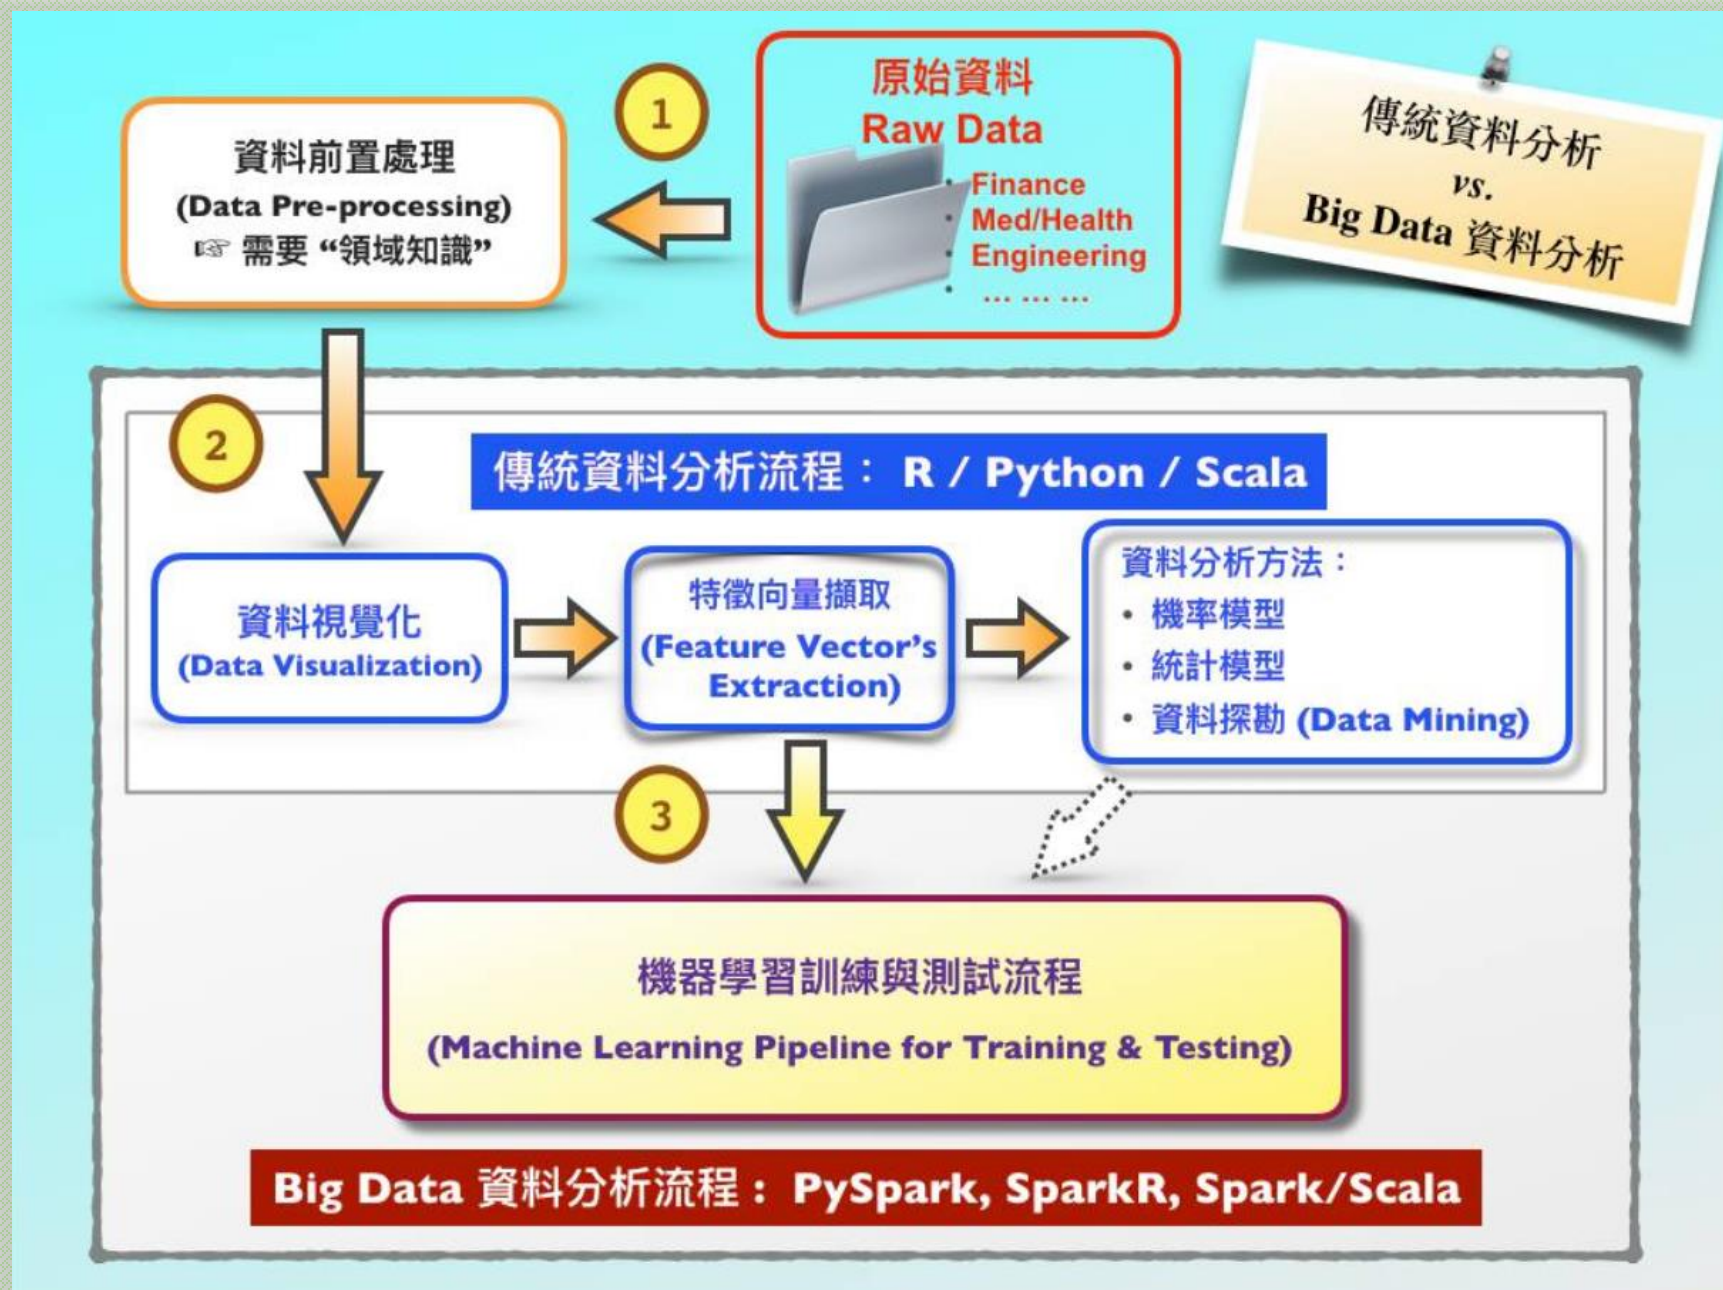 傳統資料分析
vs.
Big Data 資料分析
1
原始資料
Raw Data
• Finance
• Med/Health
• Engineering
• ... ... ...
資料前置處理
(Data Pre-processing)
☞ 需要 “領域知識”
2
傳統資料分析流程： R / Python / Scala
資料視覺化
(Data Visualization)
特徵向量擷取
(Feature Vector’s
Extraction)
資料分析方法：
• 機率模型
• 統計模型
• 資料探勘 (Data Mining)
3
機器學習訓練與測試流程
(Machine Learning Pipeline for Training & Testing)
Big Data 資料分析流程： PySpark, SparkR, Spark/Scala